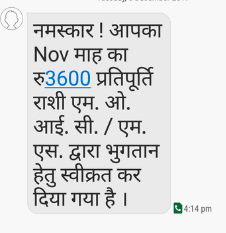 नमस्कार ! आपका
Nov माह का
रु3600 प्रतिपूर्ति
राशी एम. ओ.
आई. सी. / एम.
एस. द्वारा भुगतान
हेतु स्वीक्रत कर
दिया गया है ।
4:14 pm